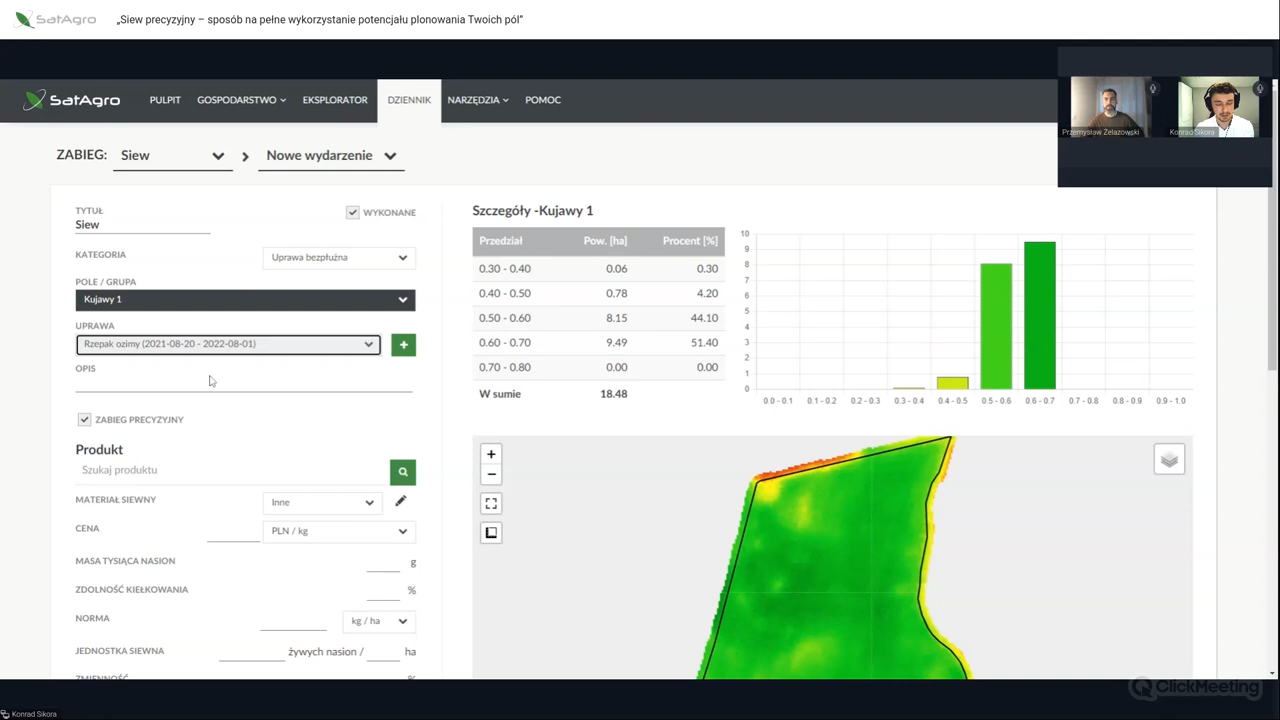 SatAgro
„Siew precyzyjny – sposób na pełne wykorzystanie potencjału plonowania Twoich pól”
SatAgro PULPIT GOSPODARSTWO EKSPLORATOR DZIENNIK NARZĘDZIA POMOC
Przemysław Żelazowski Konrad Sikora
ZABIEG: Siew Nowe wydarzenie
TYTUŁ
Siew
WYKONANE
KATEGORIA Uprawa bezpłużna
POLE / GRUPA
Kujawy 1
UPRAWA
Rzepak ozimy (2021-08-20 - 2022-08-01) +
OPIS
ZABIEG PRECYZYJNY
Produkt
Szukaj produktu
MATERIAŁ SIEWNY Inne
CENA PLN / kg
MASA TYSIĄCA NASION g
ZDOLNOŚĆ KIEŁKOWANIA %
NORMA kg / ha
JEDNOSTKA SIEWNA żywych nasion / ha
ZMIENNOŚĆ %
Szczegóły -Kujawy 1
Przedział Pow. [ha] Procent [%]
0.30 - 0.40 0.06 0.30
0.40 - 0.50 0.78 4.20
0.50 - 0.60 8.15 44.10
0.60 - 0.70 9.49 51.40
0.70 - 0.80 0.00 0.00
W sumie 18.48
10
9
8
7
6
5
4
3
2
1
0
0.0 - 0.1 0.1 - 0.2 0.2 - 0.3 0.3 - 0.4 0.4 - 0.5 0.5 - 0.6 0.6 - 0.7 0.7 - 0.8 0.8 - 0.9 0.9 - 1.0
+
−
ClickMeeting
Konrad Sikora